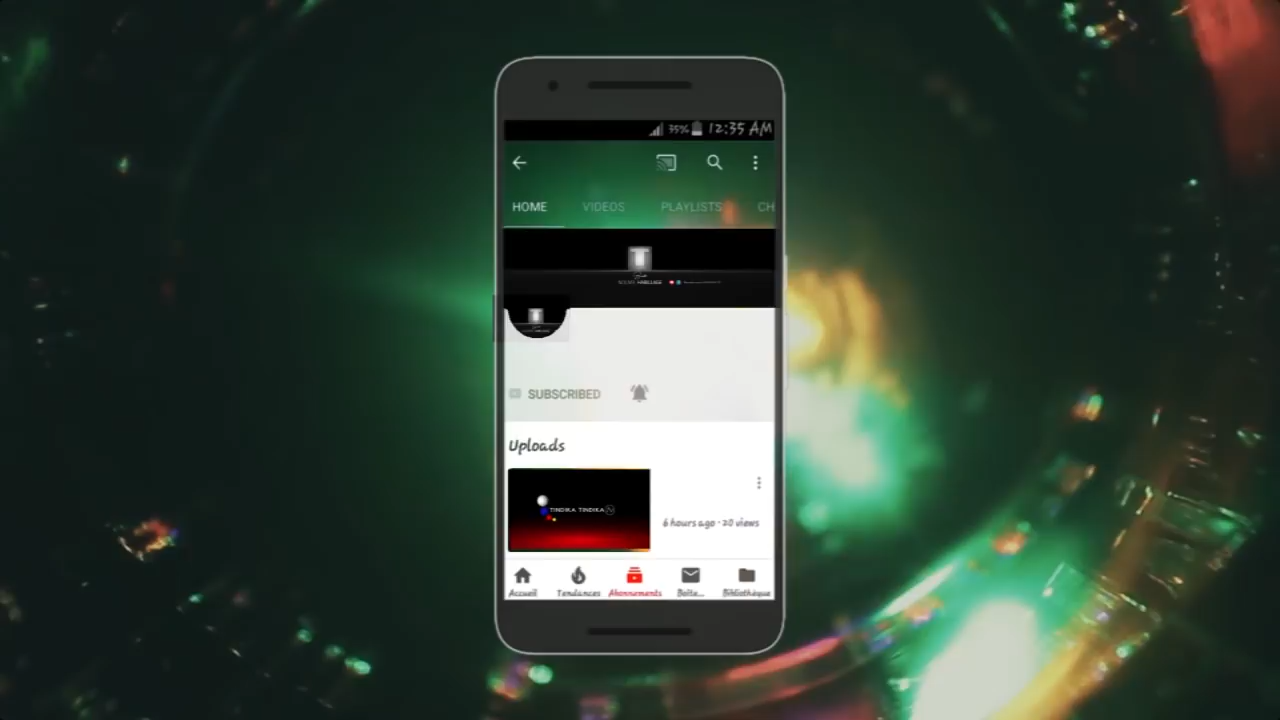 35% 12:35 AM
HOME VIDEOS PLAYLISTS CH
T
SUBSCRIBED
Uploads
TINDIKA TINDIKA
6 hours ago · 20 views
Accueil Tendances Abonnements Boîte... Bibliothèque